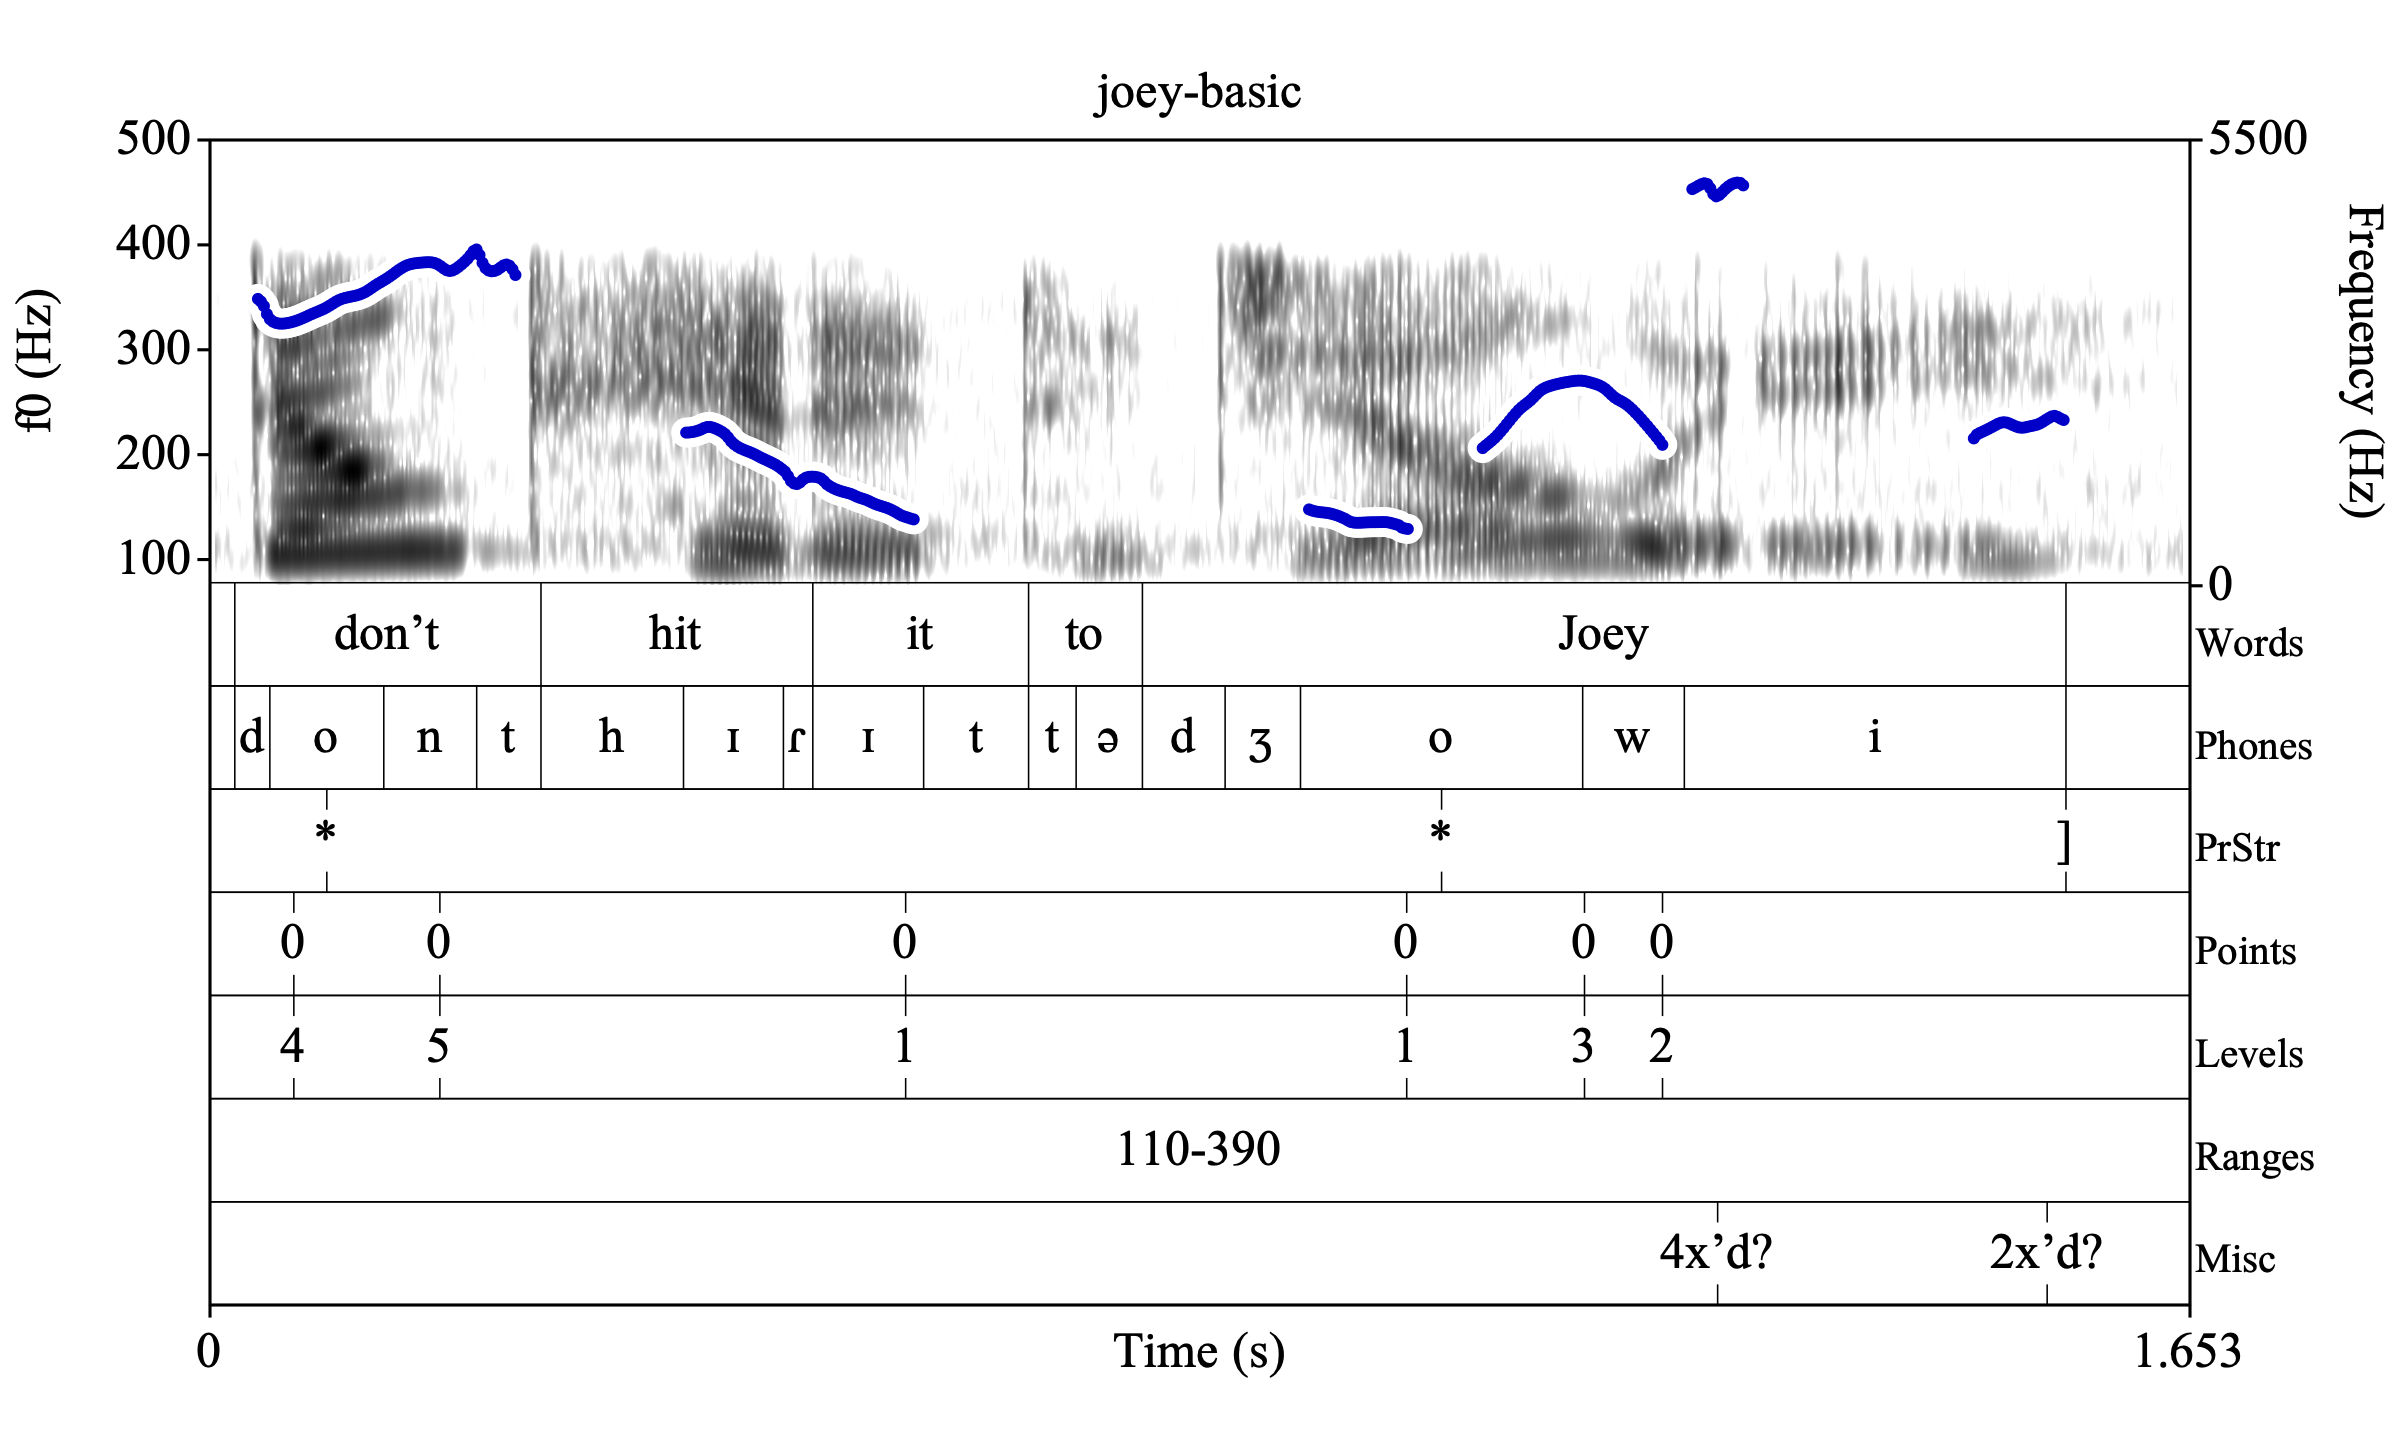 joey-basic
500
400
300
200
100
f0 (Hz)
5500
0
Frequency (Hz)
don’t hit it to Joey Words
d o n t h ɪ ɾ ɪ t t ə d ʒ o w i Phones
* * ] PrStr
0 0 0 0 0 0 Points
4 5 1 1 3 2 Levels
110-390 Ranges
4x’d? 2x’d? Misc
0 Time (s) 1.653